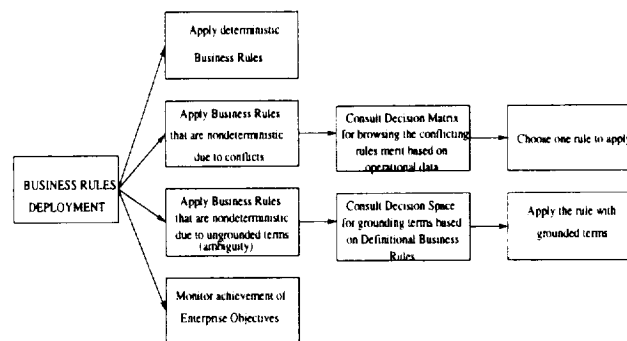 Apply deterministic
Business Rules
Apply Business Rules
that are nondeterministic
due to conflicts
Consult Decision Matrix
for browsing the conflicting
rules ment based on
operational data
Choose one rule to apply
BUSINESS RULES
DEPLOYMENT
Apply Business Rules
that are nondeterministic
due to ungrounded terms
(ambiguity)
Consult Decision Space
for grounding terms based
on Definitional Business
Rules
Apply the rule with
grounded terms
Monitor achievement of
Enterprise Objectives